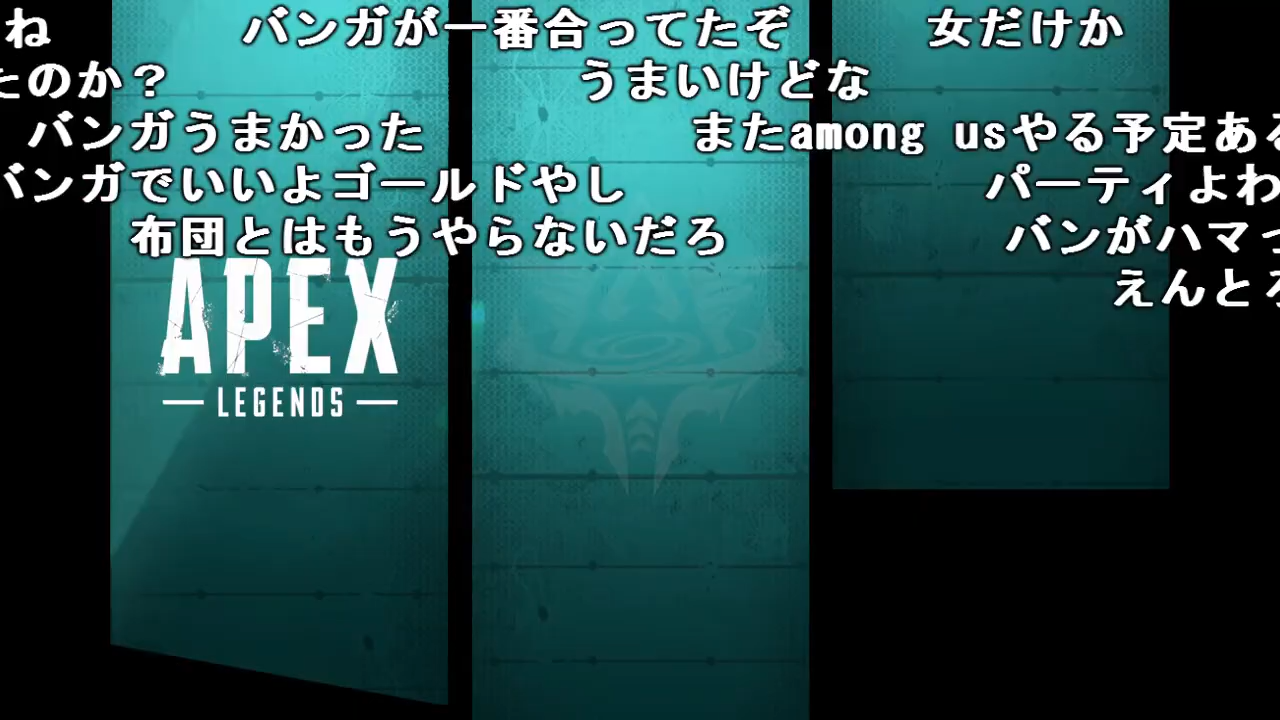 ね
バンガが一番合ってたぞ
女だけか
たのか？
うまいけどな
バンガうまかった
またamong usやる予定ある
バンガでいいよゴールドやし
パーティよわ
布団とはもうやらないだろ
バンがハマっ
えんとろ
APEX
LEGENDS